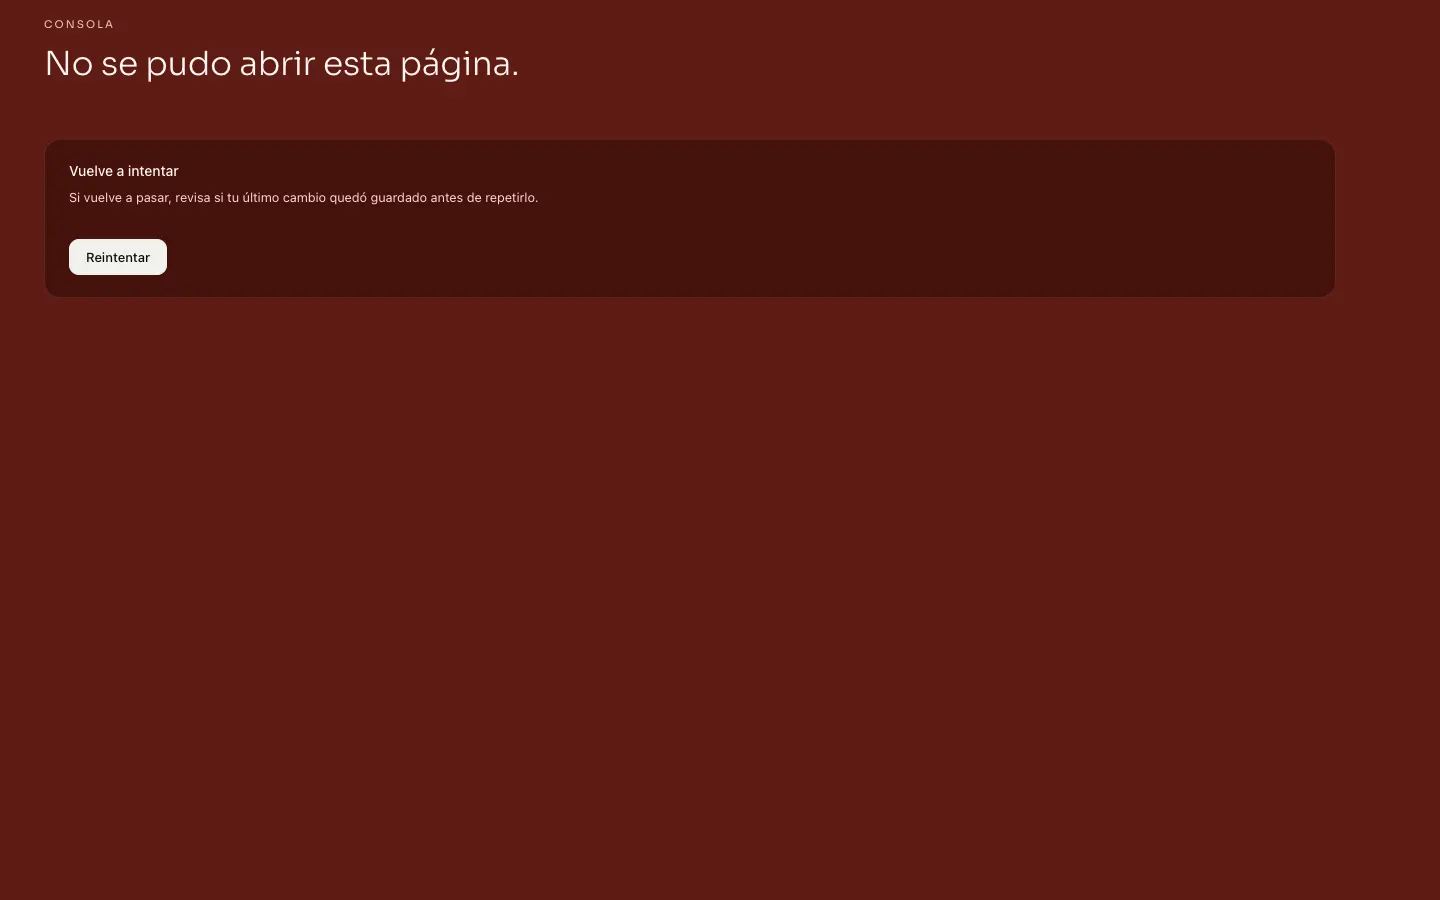 CONSOLA
No se pudo abrir esta página.
Vuelve a intentar
Si vuelve a pasar, revisa si tu último cambio quedó guardado antes de repetirlo.
Reintentar